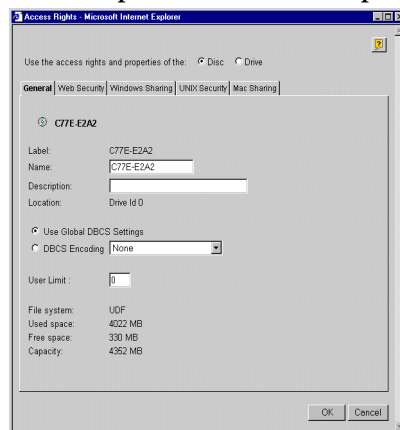 Access Rights - Microsoft Internet Explorer
?
Use the access rights and properties of the: Disc Drive
General Web Security Windows Sharing UNIX Security Mac Sharing
C77E-E2A2
Label: C77E-E2A2
Name: C77E-E2A2
Description:
Location: Drive Id 0
Use Global DBCS Settings
DBCS Encoding None
User Limit : 0
File system: UDF
Used space: 4022 MB
Free space: 330 MB
Capacity: 4352 MB
OK Cancel